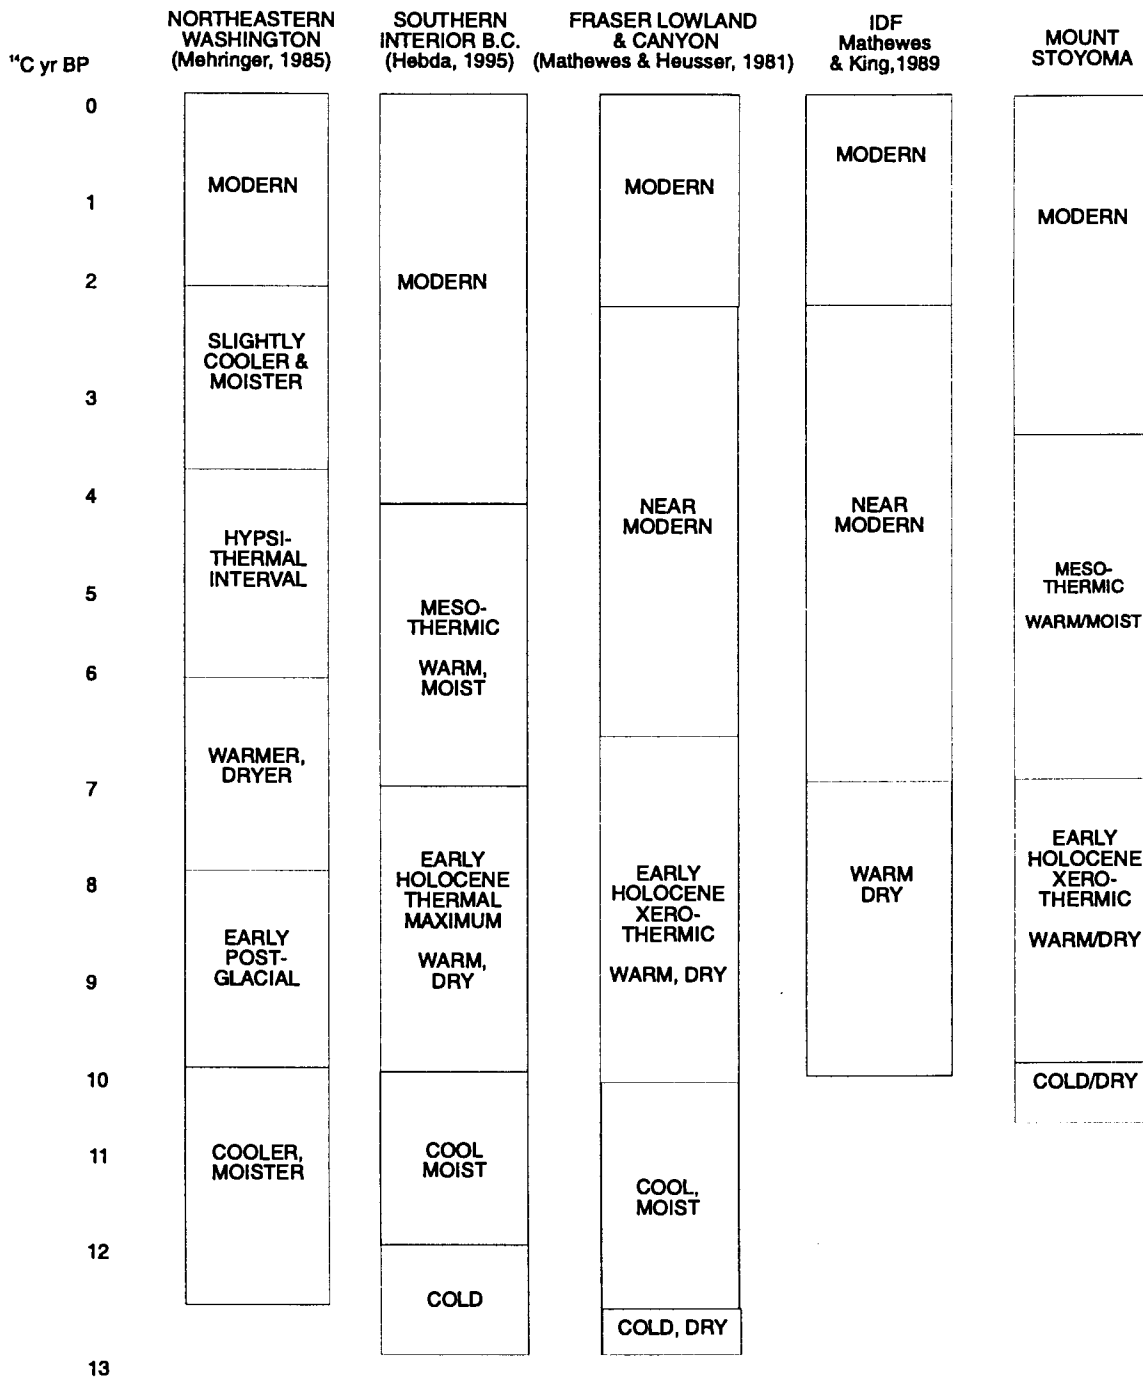 NORTHEASTERN
WASHINGTON
(Mehringer, 1985)
SOUTHERN
INTERIOR B.C.
(Hebda, 1995)
FRASER LOWLAND
& CANYON
(Mathewes & Heusser, 1981)
IDF
Mathewes
& King,1989
MOUNT
STOYOMA
¹⁴C yr BP
0
1
2
3
4
5
6
7
8
9
10
11
12
13
MODERN
SLIGHTLY
COOLER &
MOISTER
HYPSI-
THERMAL
INTERVAL
WARMER,
DRYER
EARLY
POST-
GLACIAL
COOLER,
MOISTER
MODERN
MESO-
THERMIC
WARM,
MOIST
EARLY
HOLOCENE
THERMAL
MAXIMUM
WARM,
DRY
COOL
MOIST
COLD
MODERN
NEAR
MODERN
EARLY
HOLOCENE
XERO-
THERMIC
WARM, DRY
COOL,
MOIST
COLD, DRY
MODERN
NEAR
MODERN
WARM
DRY
MODERN
MESO-
THERMIC
WARM/MOIST
EARLY
HOLOCENE
XERO-
THERMIC
WARM/DRY
COLD/DRY